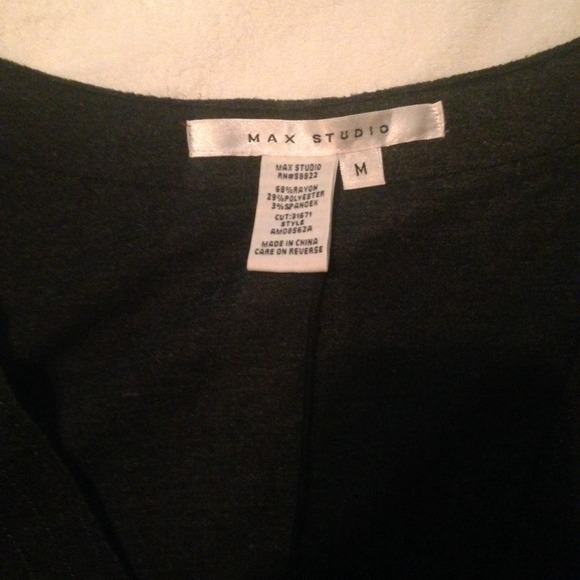 MAX STUDIO
M
MAX STUDIO
RN#58922
68%RAYON
29%POLYESTER
3%SPANDEX
CUT:31671
STYLE
AM08562A
MADE IN CHINA
CARE ON REVERSE